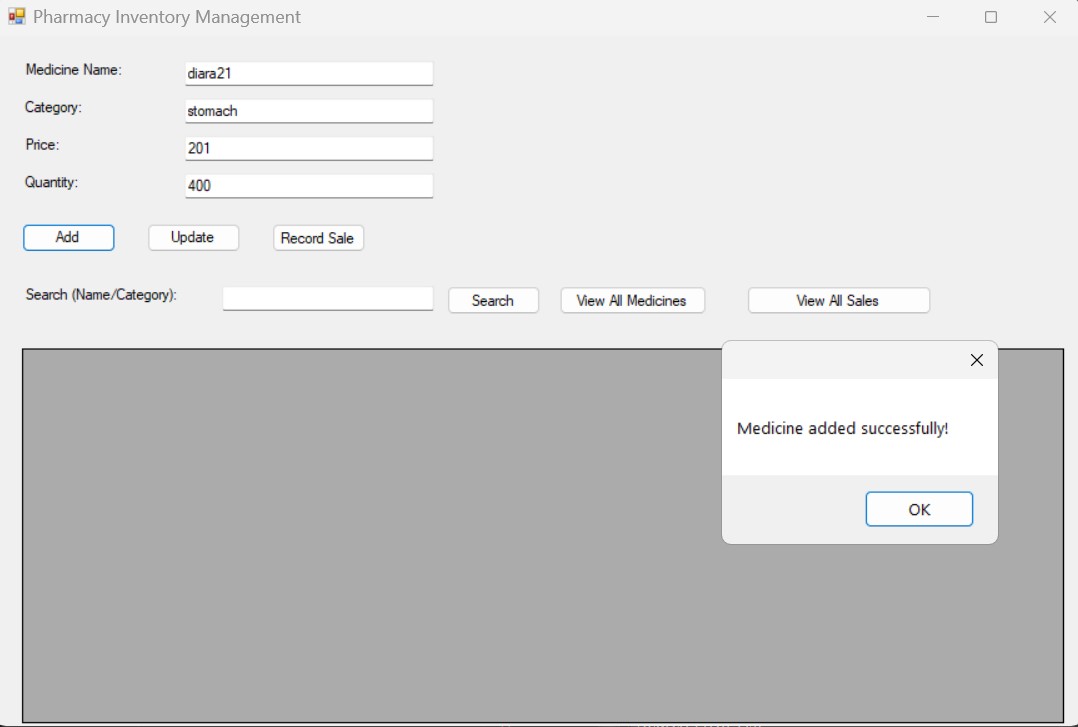 Pharmacy Inventory Management
Medicine Name: diara21
Category: stomach
Price: 201
Quantity: 400
Add Update Record Sale
Search (Name/Category): Search View All Medicines View All Sales
Medicine added successfully!
OK